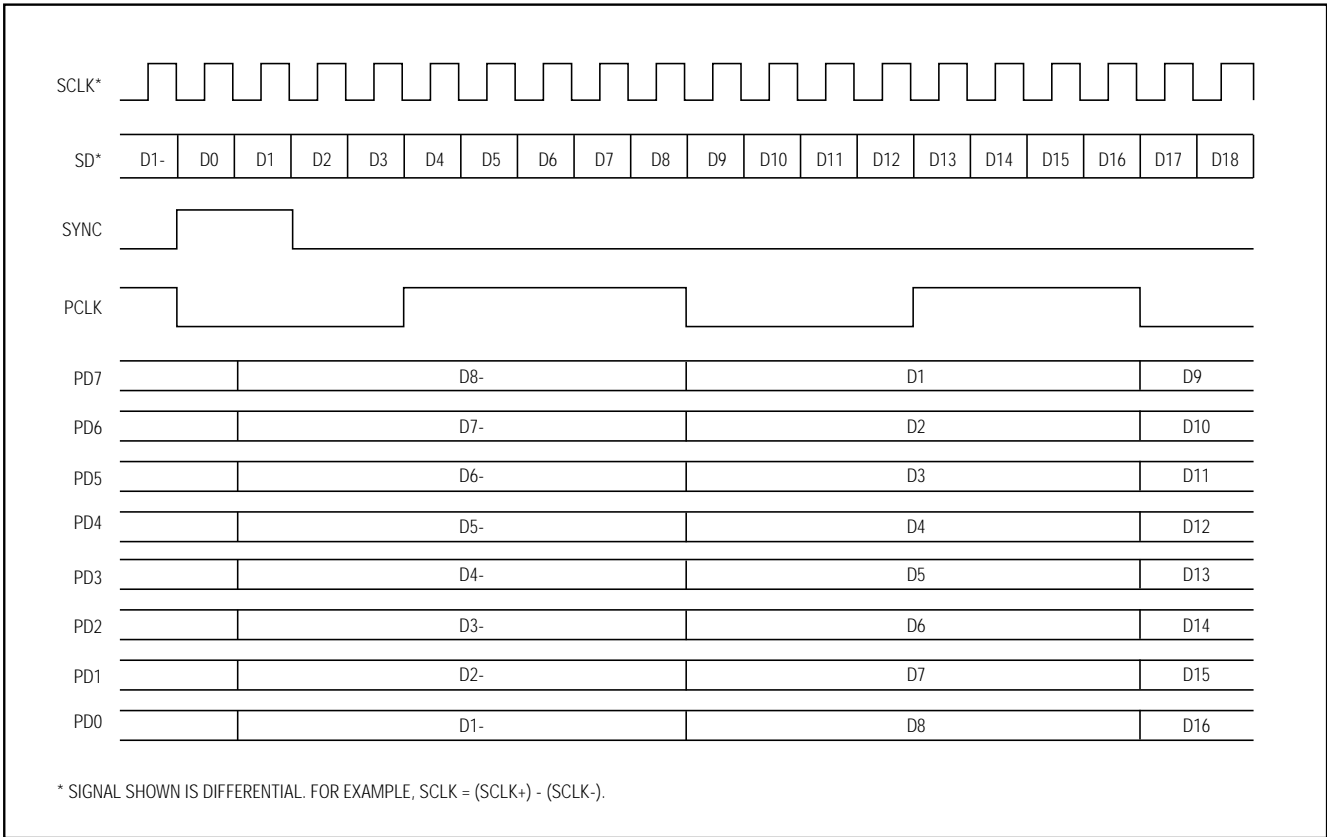 SCLK*
SD* D1- D0 D1 D2 D3 D4 D5 D6 D7 D8 D9 D10 D11 D12 D13 D14 D15 D16 D17 D18
SYNC
PCLK
PD7 D8- D1 D9
PD6 D7- D2 D10
PD5 D6- D3 D11
PD4 D5- D4 D12
PD3 D4- D5 D13
PD2 D3- D6 D14
PD1 D2- D7 D15
PD0 D1- D8 D16
* SIGNAL SHOWN IS DIFFERENTIAL. FOR EXAMPLE, SCLK = (SCLK+) - (SCLK-).